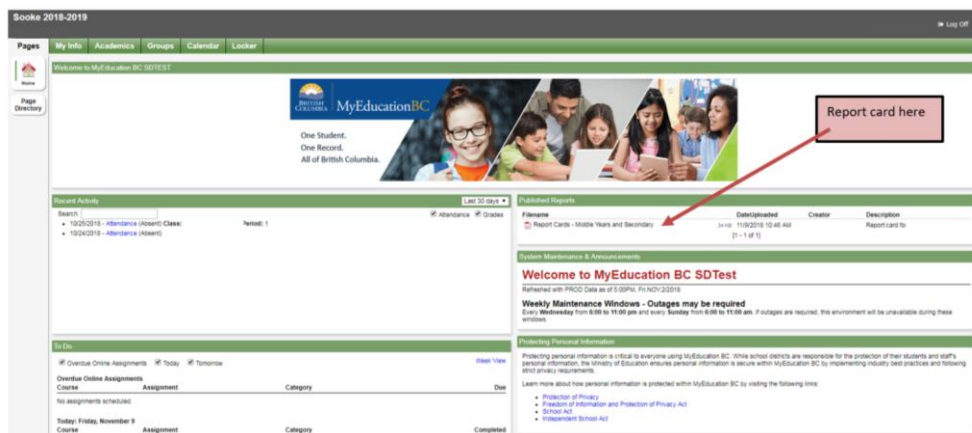 Sooke 2018-2019
Log Off
Pages
My Info Academics Groups Calendar Locker
Home
Page
Directory
Welcome to MyEducation BC SDTEST
BRITISH
COLUMBIA
MyEducationBC
One Student.
One Record.
All of British Columbia.
Report card here
Recent Activity
Last 30 days
Search
Attendance Grades
10/25/2018 - Attendance (Absent) Class: Period: 1
10/24/2018 - Attendance (Absent)
Published Reports
Filename DateUploaded Creator Description
Report Cards - Middle Years and Secondary 11/9/2018 10:46 AM Report card fo
[1 - 1 of 1]
System Maintenance & Announcements
Welcome to MyEducation BC SDTest
Refreshed with PROD Data as of 5:00PM, Fri.NOV.2/2018
Weekly Maintenance Windows - Outages may be required
Every Wednesday from 6:00 to 11:00 pm and every Sunday from 6:00 to 11:00 am. If outages are required, this environment will be unavailable during these
windows.
To Do
Overdue Online Assignments Today Tomorrow
Week View
Overdue Online Assignments
Course Assignment Category Due
No assignments scheduled.
Today: Friday, November 9
Course Assignment Category Completed
Protecting Personal Information
Protecting personal information is critical to everyone using MyEducation BC. While school districts are responsible for the protection of their students and staff's
personal information, the Ministry of Education ensures personal information is secure within MyEducation BC by implementing industry best practices and following
strict privacy requirements.
Learn more about how personal information is protected within MyEducation BC by visiting the following links:
Protection of Privacy
Freedom of Information and Protection of Privacy Act
School Act
Independent School Act